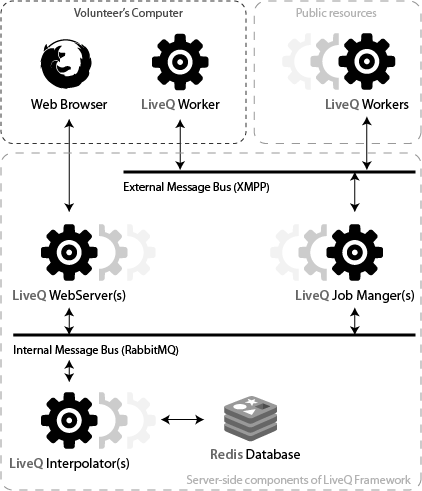 Volunteer's Computer
Public resources
Web Browser
LiveQ Worker
LiveQ Workers
External Message Bus (XMPP)
LiveQ WebServer(s)
LiveQ Job Manger(s)
Internal Message Bus (RabbitMQ)
LiveQ Interpolator(s)
Redis Database
Server-side components of LiveQ Framework